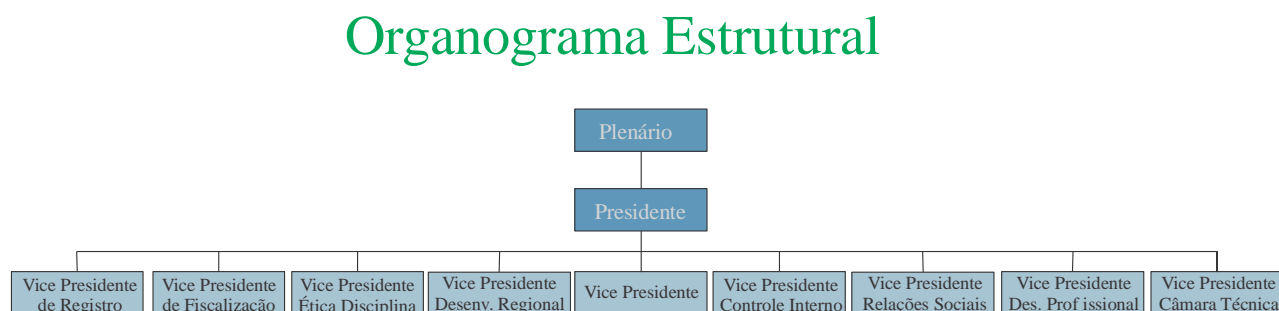 Organograma Estrutural
Plenário
Presidente
Vice Presidente
de Registro
Vice Presidente
de Fiscalização
Vice Presidente
Ética Disciplina
Vice Presidente
Desenv. Regional
Vice Presidente
Vice Presidente
Controle Interno
Vice Presidente
Relações Sociais
Vice Presidente
Des. Prof issional
Vice Presidente
Câmara Técnica